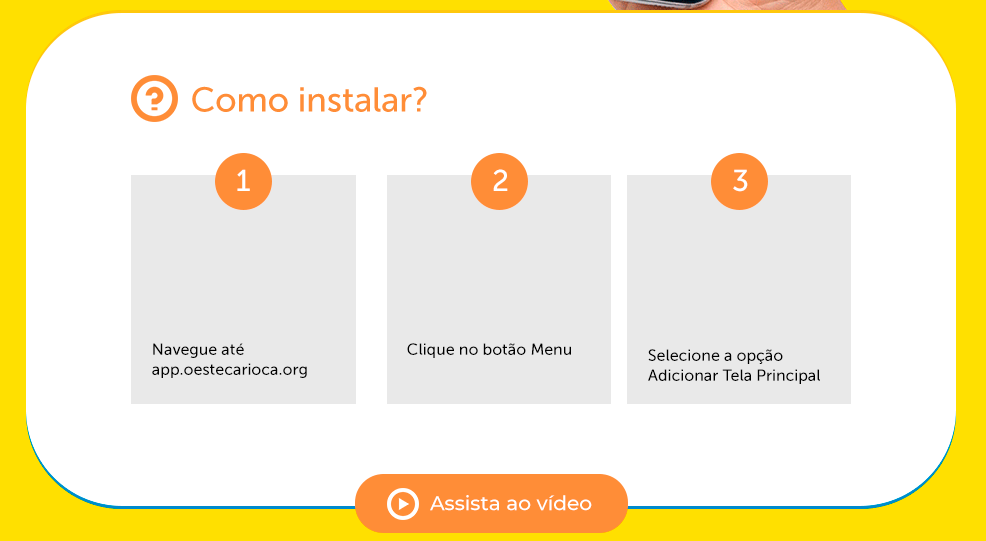 Como instalar?
1
2
3
Navegue até
app.oestecarioca.org
Clique no botão Menu
Selecione a opção
Adicionar Tela Principal
Assista ao vídeo